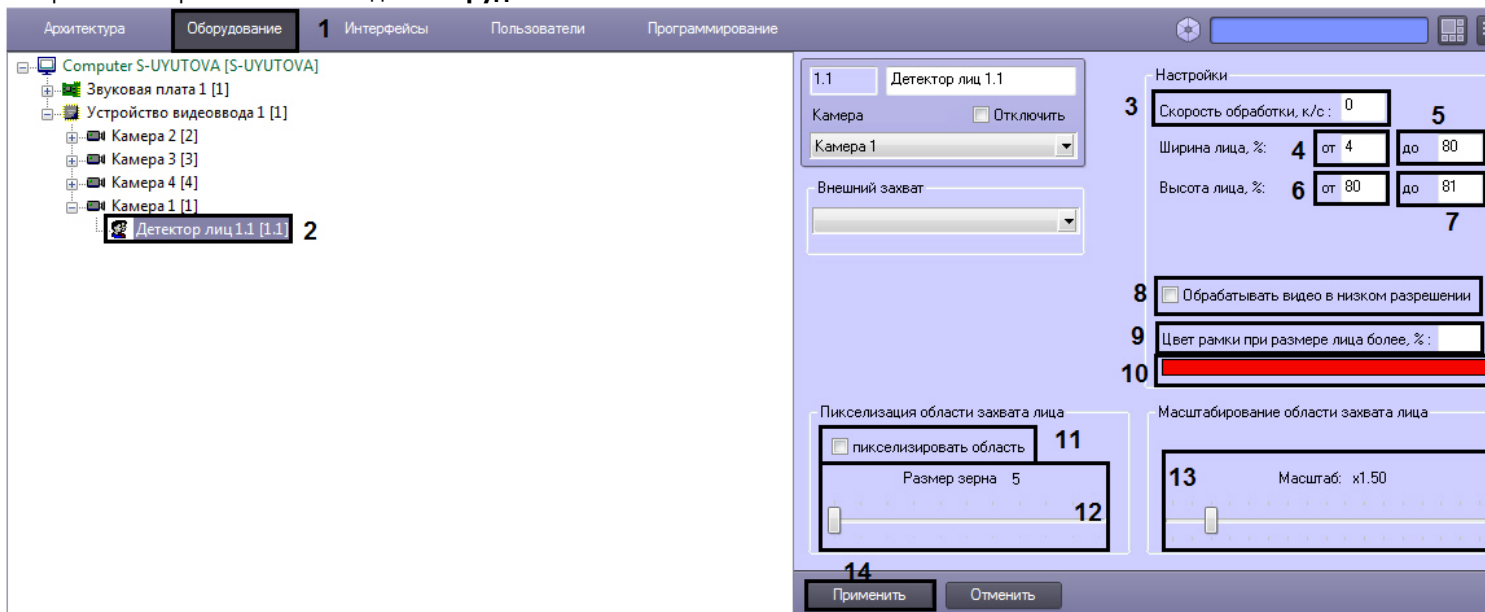 Архитектура Оборудование 1 Интерфейсы Пользователи Программирование
Computer S-UYUTOVA [S-UYUTOVA]
Звуковая плата 1 [1]
Устройство видеоввода 1 [1]
Камера 2 [2]
Камера 3 [3]
Камера 4 [4]
Камера 1 [1]
Детектор лиц 1.1 [1.1] 2
1.1 Детектор лиц 1.1
Камера Отключить
Камера 1
Внешний захват
Настройки
3 Скорость обработки, к/с : 0 5
Ширина лица, %: 4 от 4 до 80
Высота лица, %: 6 от 80 до 81
7
8 Обрабатывать видео в низком разрешении
9 Цвет рамки при размере лица более, % :
10
Пикселизация области захвата лица
пикселизировать область 11
Размер зерна 5
12
Масштабирование области захвата лица
13 Масштаб: x1.50
14
Применить Отменить